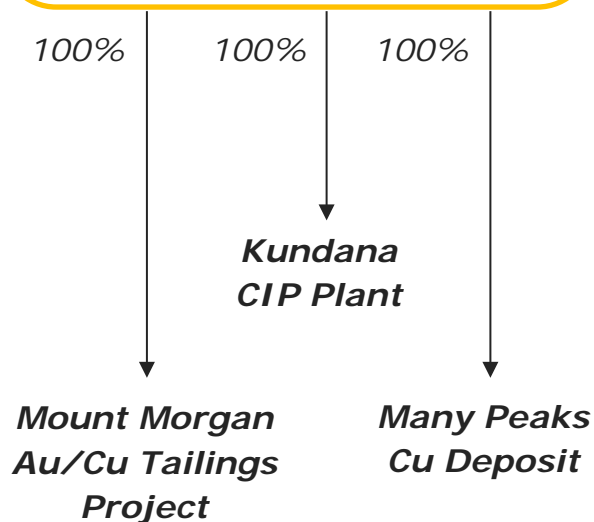 100% 100% 100%
Kundana
CIP Plant
Mount Morgan
Au/Cu Tailings
Project
Many Peaks
Cu Deposit